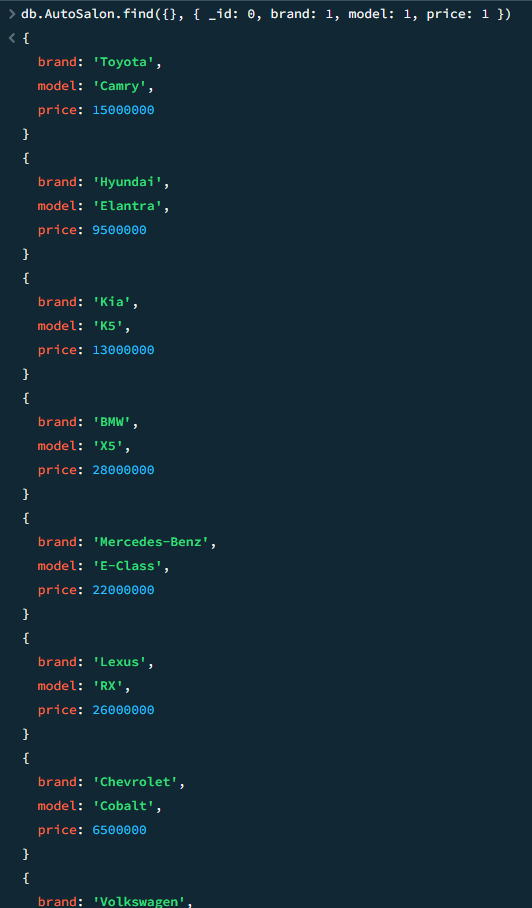 > db.AutoSalon.find({}, { _id: 0, brand: 1, model: 1, price: 1 })
< {
brand: 'Toyota',
model: 'Camry',
price: 15000000
}
{
brand: 'Hyundai',
model: 'Elantra',
price: 9500000
}
{
brand: 'Kia',
model: 'K5',
price: 13000000
}
{
brand: 'BMW',
model: 'X5',
price: 28000000
}
{
brand: 'Mercedes-Benz',
model: 'E-Class',
price: 22000000
}
{
brand: 'Lexus',
model: 'RX',
price: 26000000
}
{
brand: 'Chevrolet',
model: 'Cobalt',
price: 6500000
}
{
brand: 'Volkswagen',